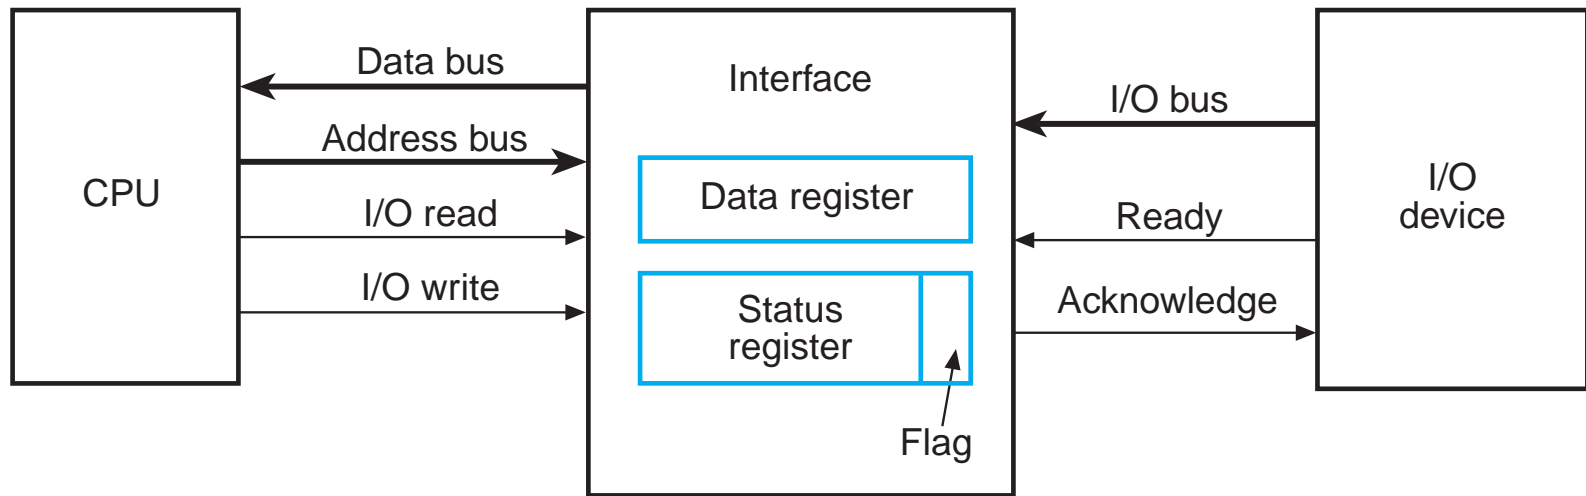 CPU
Data bus
Address bus
I/O read
I/O write
Interface
Data register
Status
register
Flag
I/O bus
Ready
Acknowledge
I/O
device